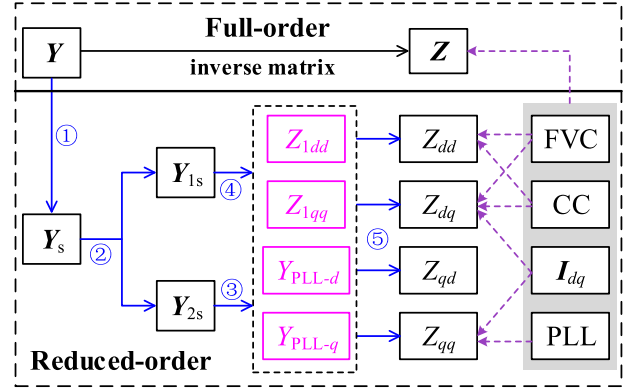 Full-order
Y
Z
inverse matrix
①
Z1dd
Zdd
FVC
Y1s
④
Z1qq
Zdq
CC
Ys
②
⑤
YPLL-d
Zqd
Idq
Y2s
③
YPLL-q
Zqq
PLL
Reduced-order